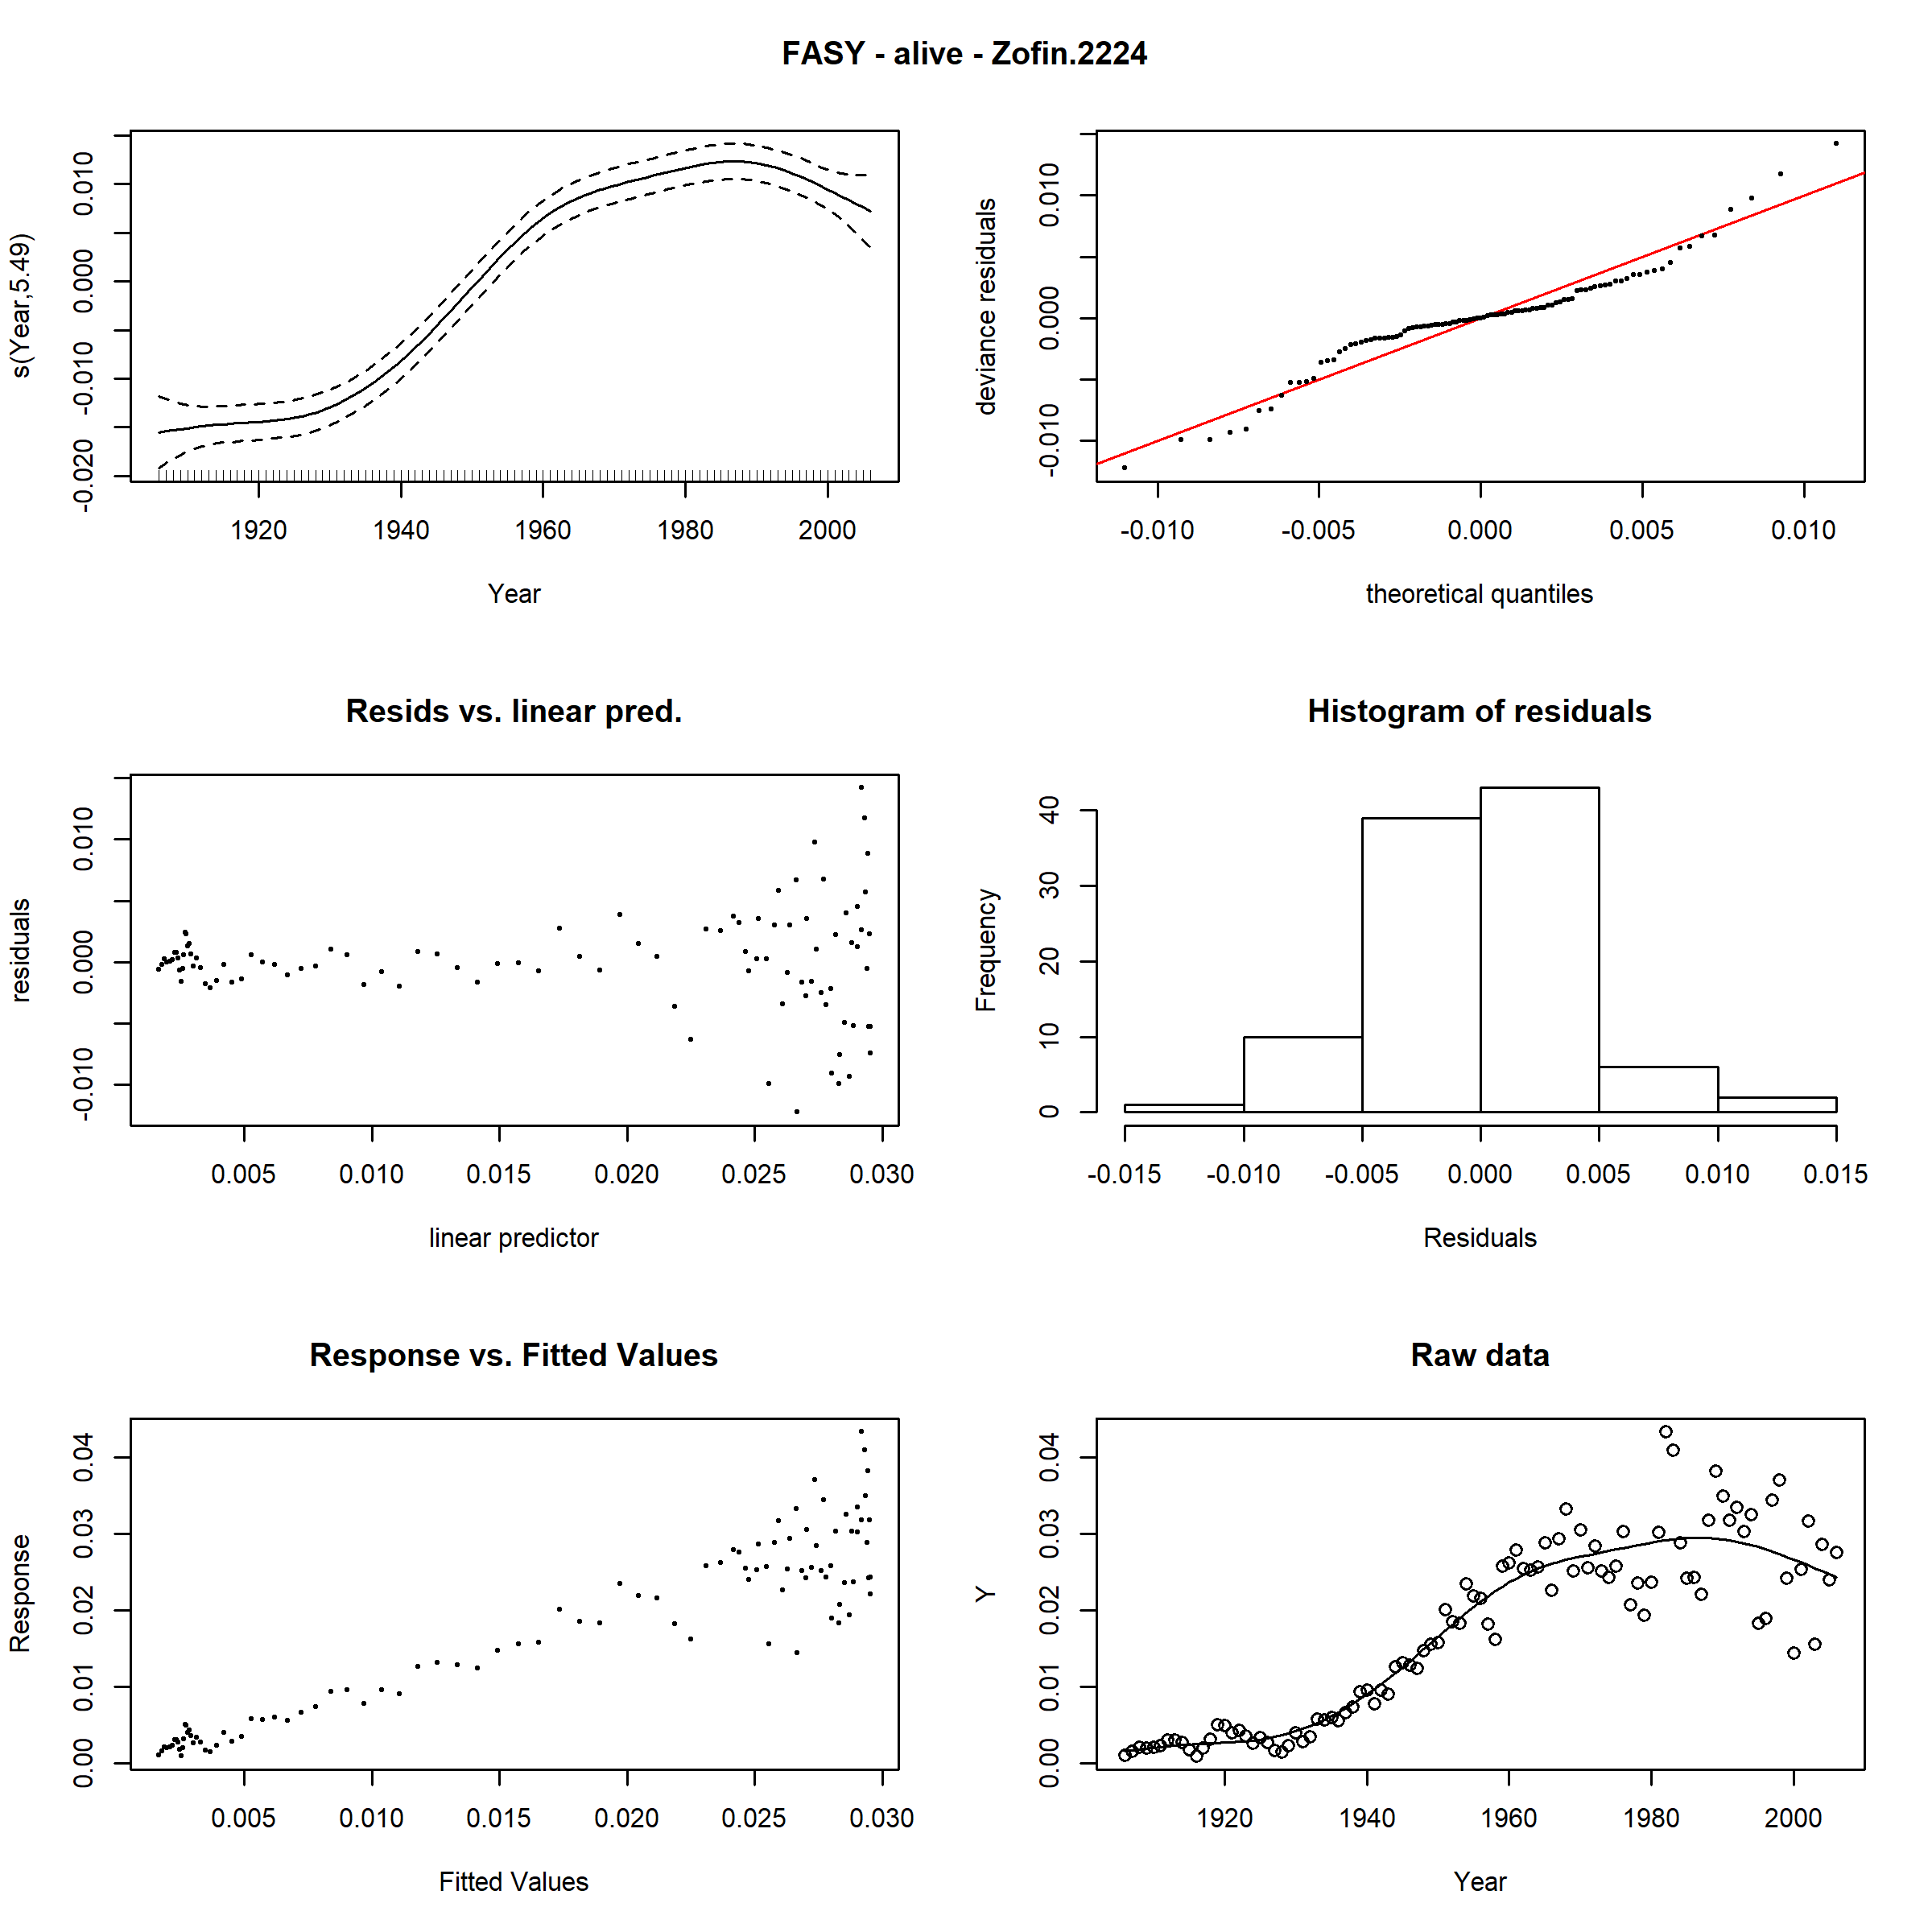 FASY - alive - Zofin.2224
s(Year,5.49)
-0.020 -0.010 0.000 0.010
1920 1940 1960 1980 2000
Year
deviance residuals
-0.010 0.000 0.010
-0.010 -0.005 0.000 0.005 0.010
theoretical quantiles
Resids vs. linear pred.
residuals
-0.010 0.000 0.010
0.005 0.010 0.015 0.020 0.025 0.030
linear predictor
Histogram of residuals
Frequency
0 10 20 30 40
-0.015 -0.010 -0.005 0.000 0.005 0.010 0.015
Residuals
Response vs. Fitted Values
Response
0.00 0.01 0.02 0.03 0.04
0.005 0.010 0.015 0.020 0.025 0.030
Fitted Values
Raw data
Y
0.00 0.01 0.02 0.03 0.04
1920 1940 1960 1980 2000
Year